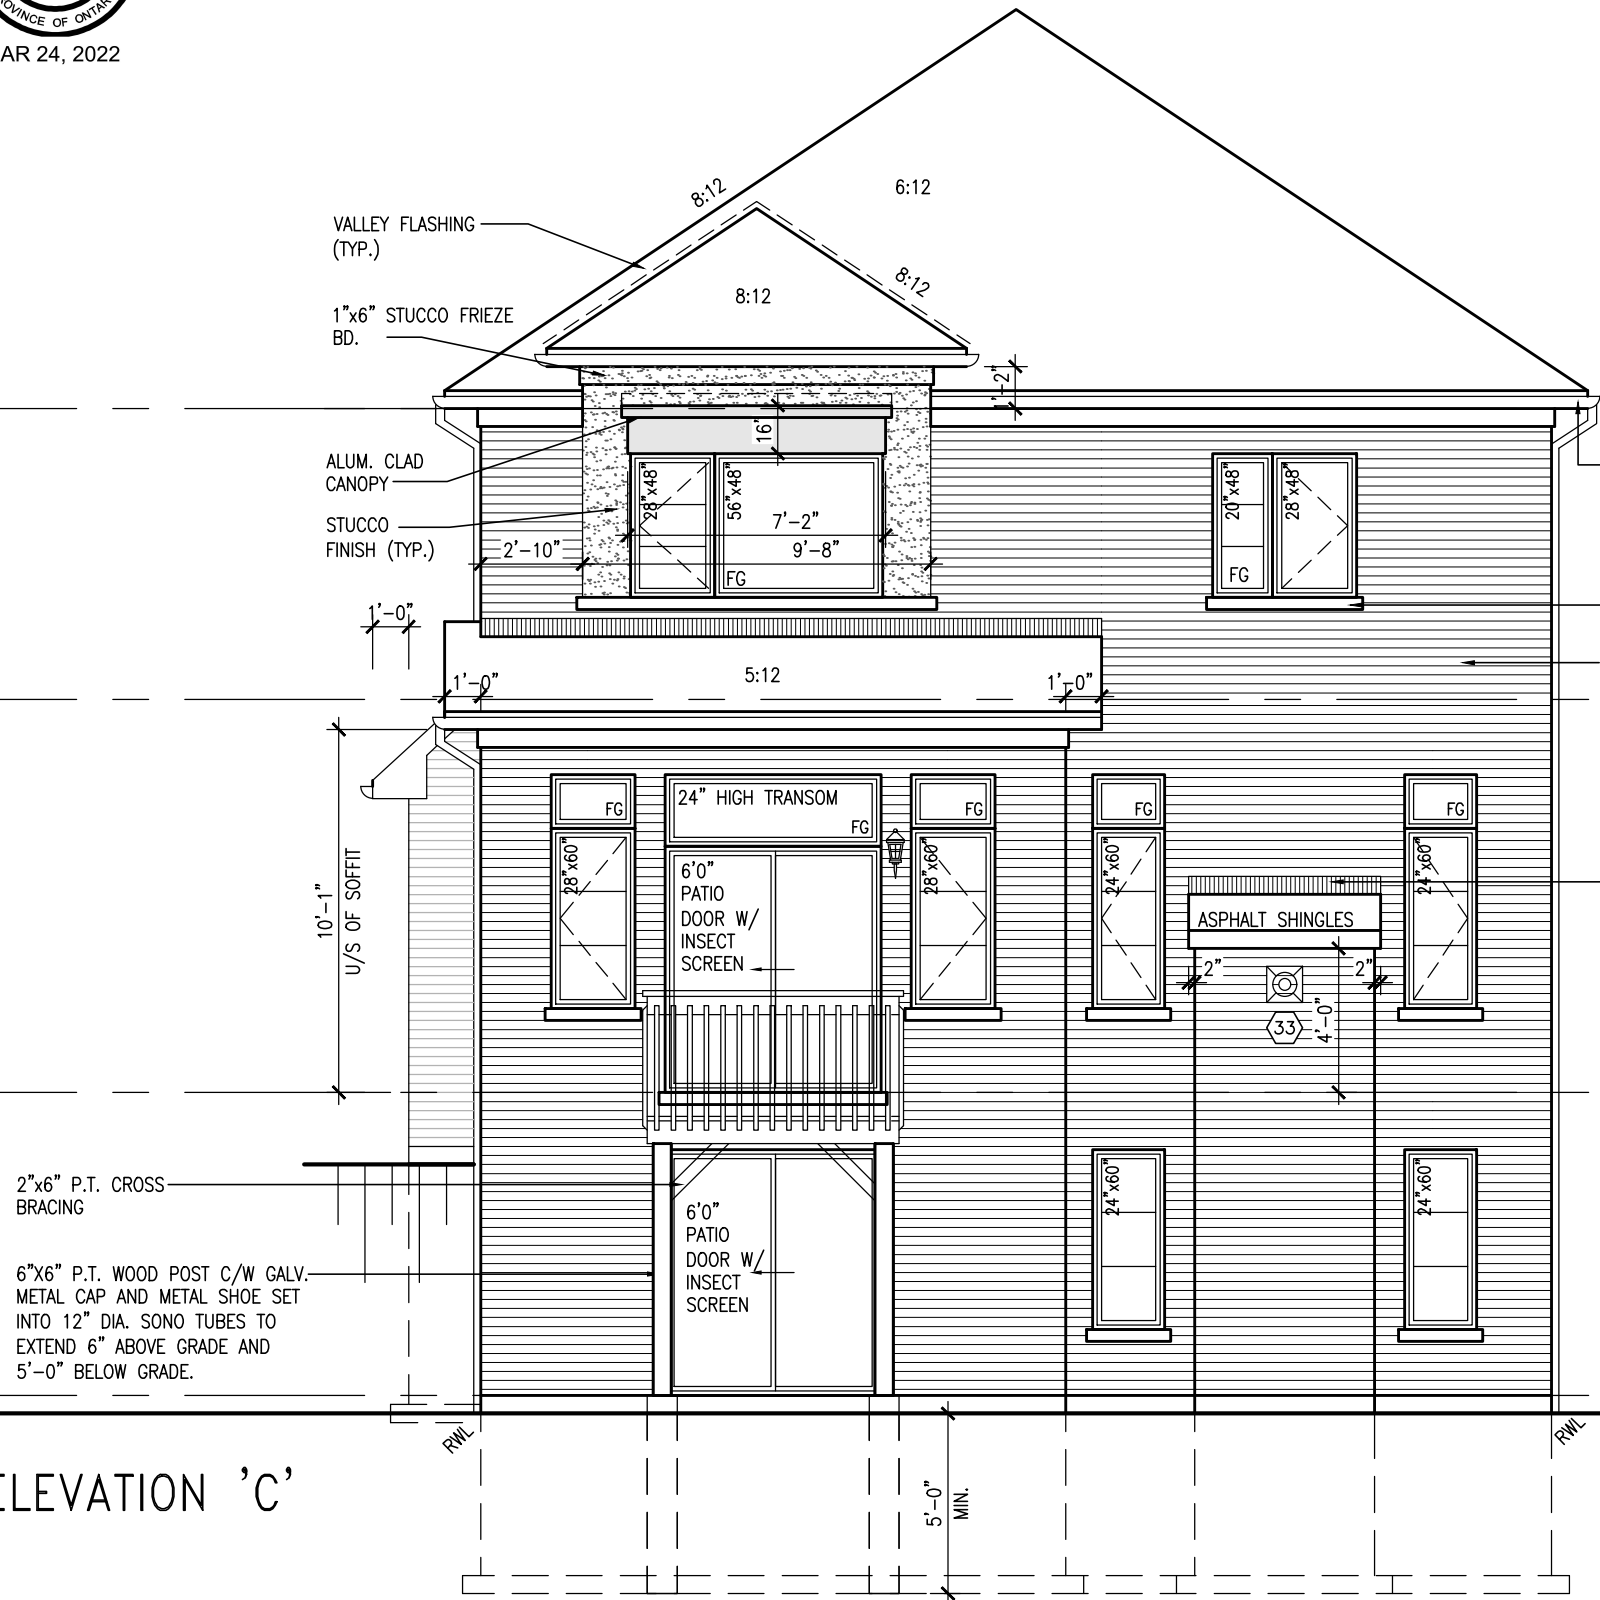 PROVINCE OF ONTAR
AR 24, 2022
8:12
6:12
VALLEY FLASHING
(TYP.)
8:12
8:12
1"x6" STUCCO FRIEZE
BD.
1'-2"
16"
ALUM. CLAD
CANOPY
28"x48"
56"x48"
20"x48"
28"x48"
STUCCO
FINISH (TYP.)
7'-2"
2'-10"
9'-8"
FG
FG
1'-0"
5:12
1'-0"
1'-0"
24" HIGH TRANSOM
FG
FG
FG
FG
FG
28"x60"
28"x60"
24"x60"
24"x60"
6'0"
PATIO
DOOR W/
INSECT
SCREEN
10'-1"
U/S OF SOFFIT
ASPHALT SHINGLES
2"
2"
33
4'-0"
2"x6" P.T. CROSS
BRACING
24"x60"
24"x60"
6'0"
PATIO
DOOR W/
INSECT
SCREEN
6"X6" P.T. WOOD POST C/W GALV.
METAL CAP AND METAL SHOE SET
INTO 12" DIA. SONO TUBES TO
EXTEND 6" ABOVE GRADE AND
5'-0" BELOW GRADE.
RWL
RWL
ELEVATION 'C'
5'-0"
MIN.